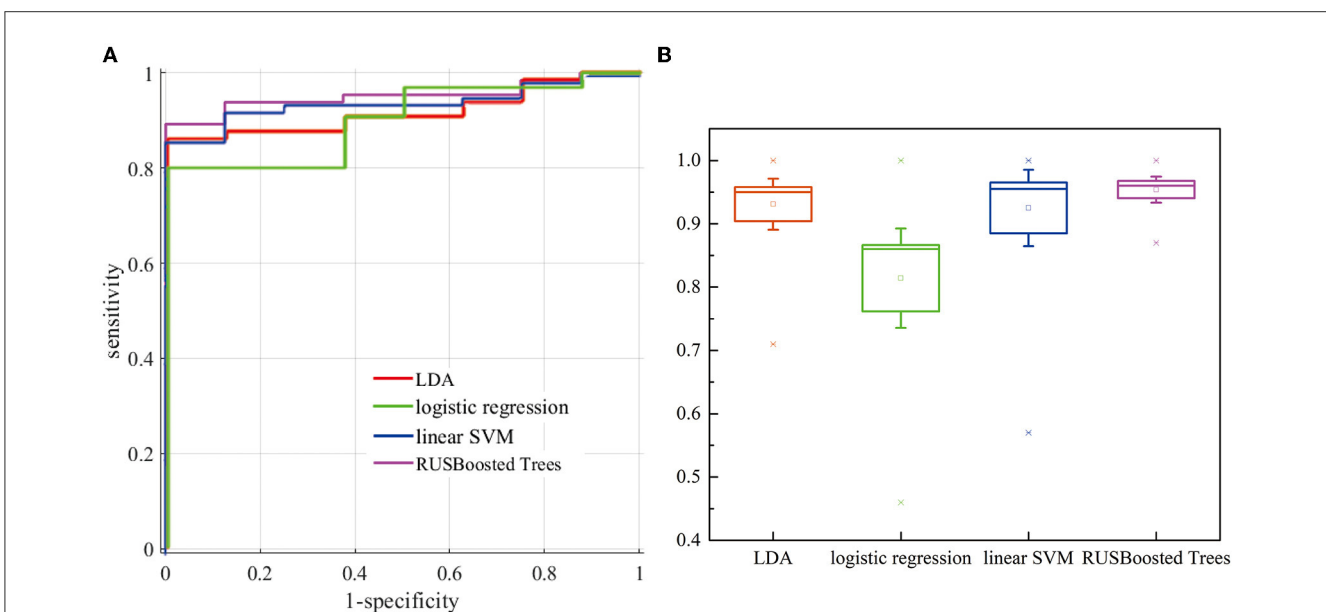 A
1
0.8
0.6
0.4
0.2
0
sensitivity
LDA
logistic regression
linear SVM
RUSBoosted Trees
0 0.2 0.4 0.6 0.8 1
1-specificity
B
1.0
0.9
0.8
0.7
0.6
0.5
0.4
LDA logistic regression linear SVM RUSBoosted Trees